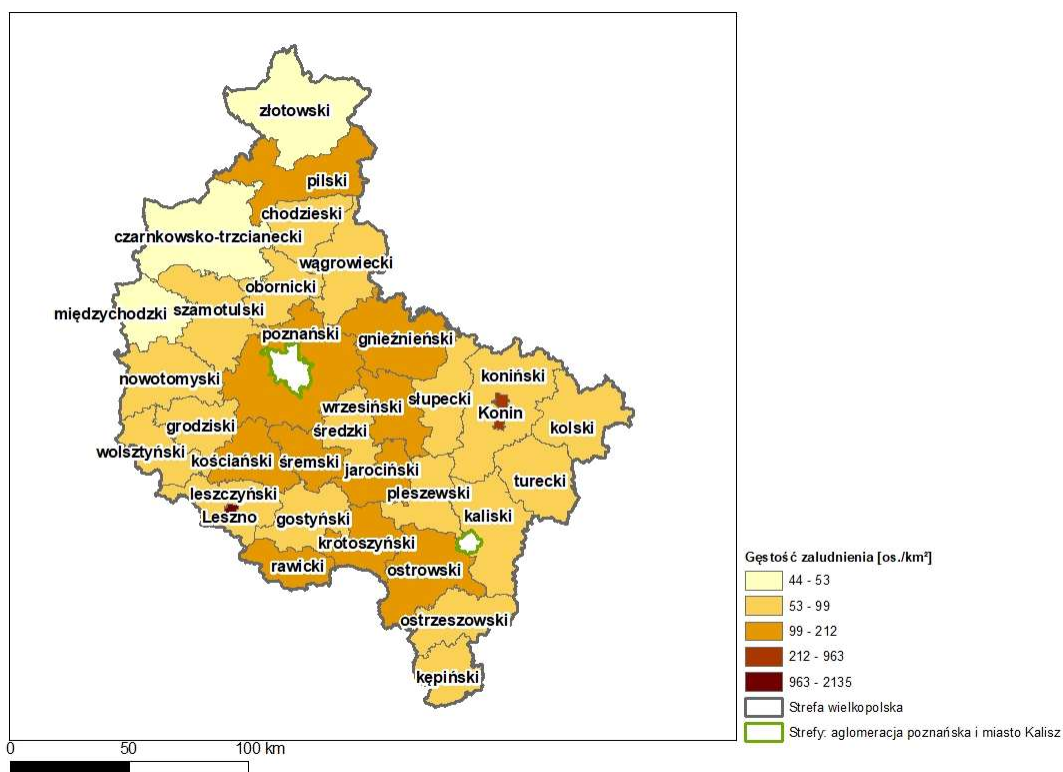 złotowski
pilski
chodzieski
czarnkowsko-trzcianecki
wągrowiecki
obornicki
międzychodzki
szamotulski
poznański
gnieźnieński
nowotomyski
koniński
słupecki
wrzesiński
Konin
grodziski
średzki
kolski
wolsztyński
kościański
śremski
jarociński
turecki
leszczyński
pleszewski
Leszno
gostyński
kaliski
krotoszyński
rawicki
ostrowski
ostrzeszowski
kępiński
Gęstość zaludnienia [os./km²]
44 - 53
53 - 99
99 - 212
212 - 963
963 - 2135
Strefa wielkopolska
Strefy: aglomeracja poznańska i miasto Kalisz
0 50 100 km